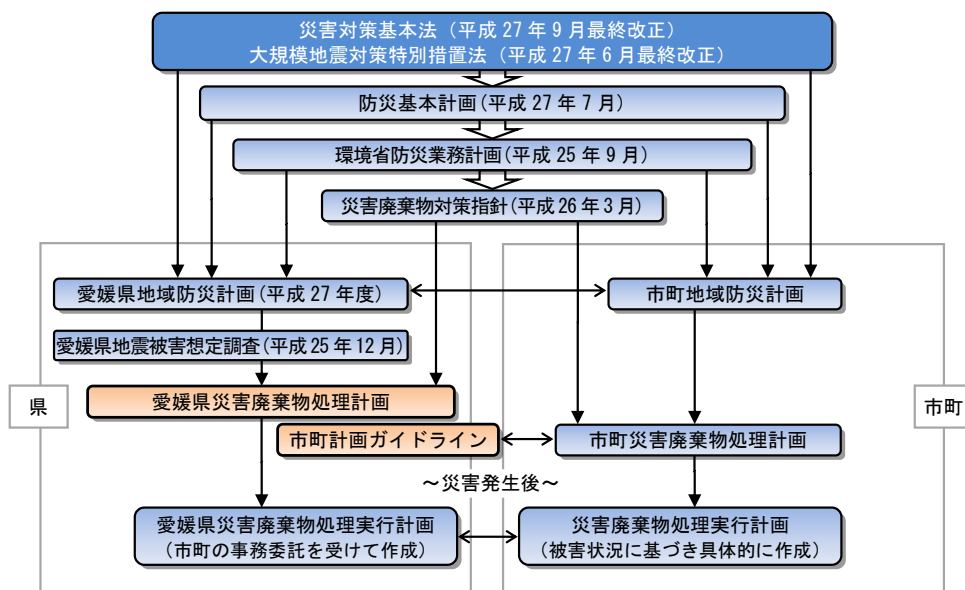 災害対策基本法（平成 27 年 9 月最終改正）
大規模地震対策特別措置法（平成 27 年 6 月最終改正）
防災基本計画(平成 27 年 7 月)
環境省防災業務計画(平成 25 年 9 月)
災害廃棄物対策指針(平成 26 年 3 月)
愛媛県地域防災計画(平成 27 年度)
市町地域防災計画
愛媛県地震被害想定調査(平成 25 年 12 月)
県
愛媛県災害廃棄物処理計画
市町
市町計画ガイドライン
市町災害廃棄物処理計画
～災害発生後～
愛媛県災害廃棄物処理実行計画
（市町の事務委託を受けて作成）
災害廃棄物処理実行計画
（被害状況に基づき具体的に作成）